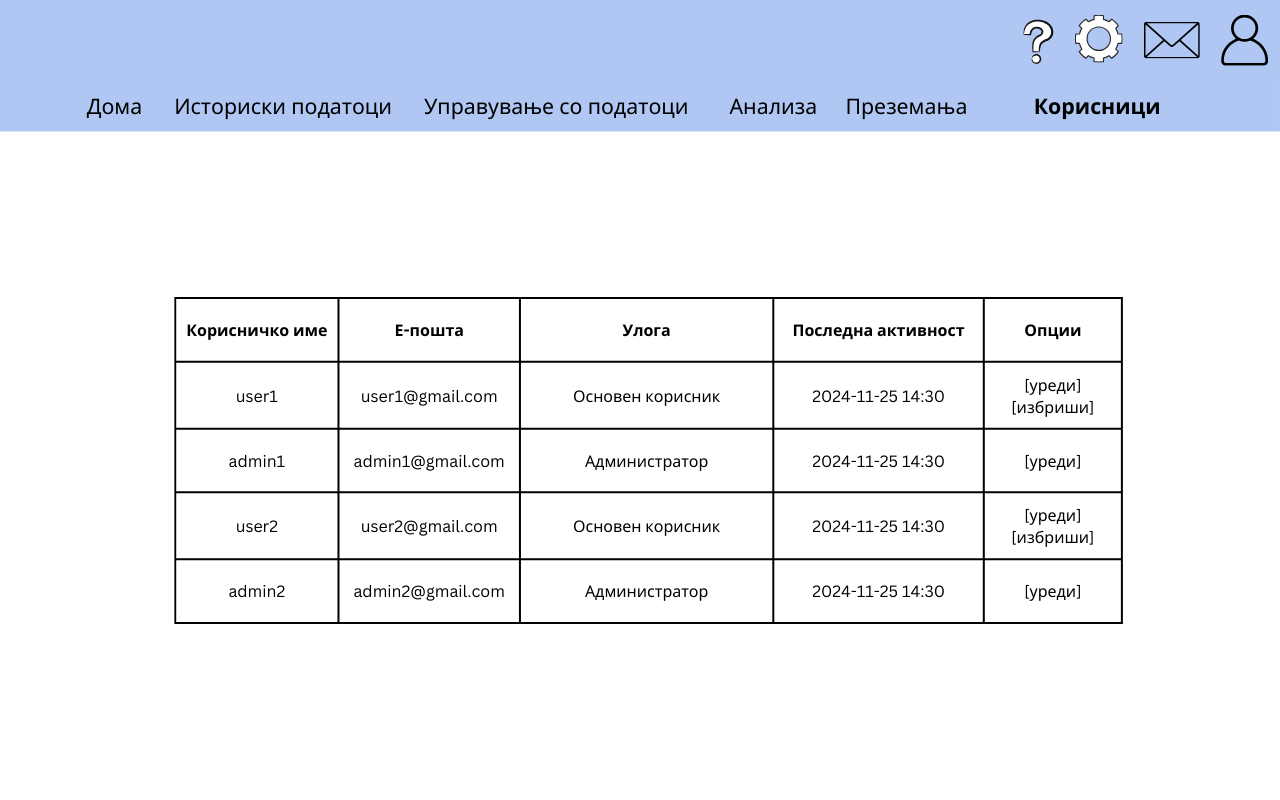 Дома Историски податоци Управување со податоци Анализа Преземања Корисници
Корисничко име Е-пошта Улога Последна активност Опции
user1 user1@gmail.com Основен корисник 2024-11-25 14:30 [уреди]
[избриши]
admin1 admin1@gmail.com Администратор 2024-11-25 14:30 [уреди]
user2 user2@gmail.com Основен корисник 2024-11-25 14:30 [уреди]
[избриши]
admin2 admin2@gmail.com Администратор 2024-11-25 14:30 [уреди]